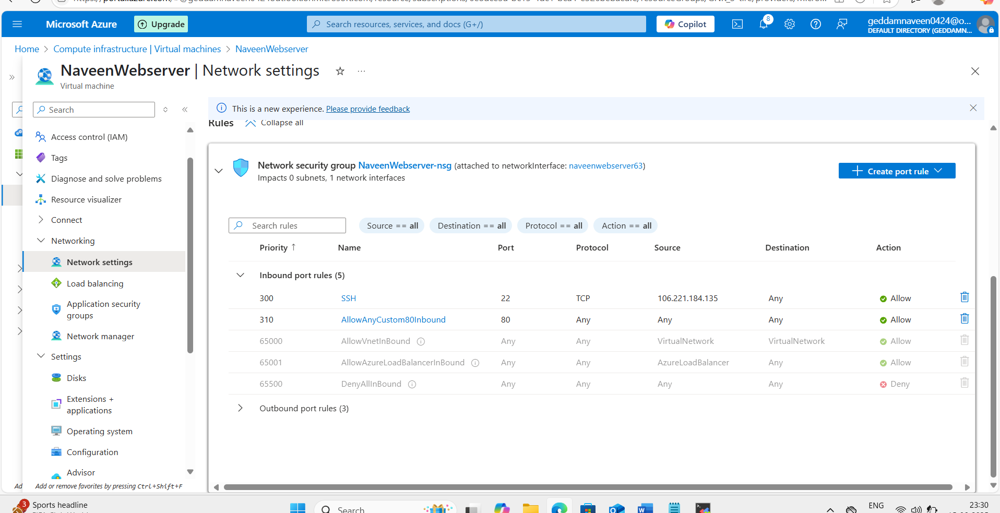 Microsoft Azure
Upgrade
Search resources, services, and docs (G+/)
Copilot
8
geddamnaveen0424@o...
DEFAULT DIRECTORY (GEDDAMN...
Home > Compute infrastructure | Virtual machines > NaveenWebserver
NaveenWebserver | Network settings
Virtual machine
Search
This is a new experience. Please provide feedback
Rules Collapse all
Access control (IAM)
Tags
Diagnose and solve problems
Resource visualizer
Connect
Networking
Network settings
Load balancing
Application security
groups
Network manager
Settings
Disks
Extensions +
applications
Operating system
Configuration
Advisor
Ad
Add or remove favorites by pressing Ctrl+Shift+F
Network security group NaveenWebserver-nsg (attached to networkInterface: naveenwebserver63)
Impacts 0 subnets, 1 network interfaces
Create port rule
Search rules
Source == all
Destination == all
Protocol == all
Action == all
Priority ↑ Name Port Protocol Source Destination Action
Inbound port rules (5)
300 SSH 22 TCP 106.221.184.135 Any Allow
310 AllowAnyCustom80Inbound 80 Any Any Any Allow
65000 AllowVnetInBound Any Any VirtualNetwork VirtualNetwork Allow
65001 AllowAzureLoadBalancerInBound Any Any AzureLoadBalancer Any Allow
65500 DenyAllInBound Any Any Any Any Deny
Outbound port rules (3)
3
Sports headline
Search
ENG
23:30